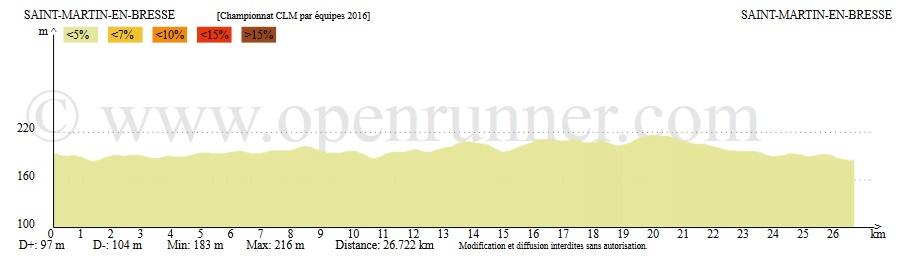 SAINT-MARTIN-EN-BRESSE [Championnat CLM par équipes 2016] SAINT-MARTIN-EN-BRESSE
m <5% <7% <10% <15% >15%
© www.openrunner.com
220
160
100
0 1 2 3 4 5 6 7 8 9 10 11 12 13 14 15 16 17 18 19 20 21 22 23 24 25 26 km
D+: 97 m D-: 104 m Min: 183 m Max: 216 m Distance: 26.722 km Modification et diffusion interdites sans autorisation.